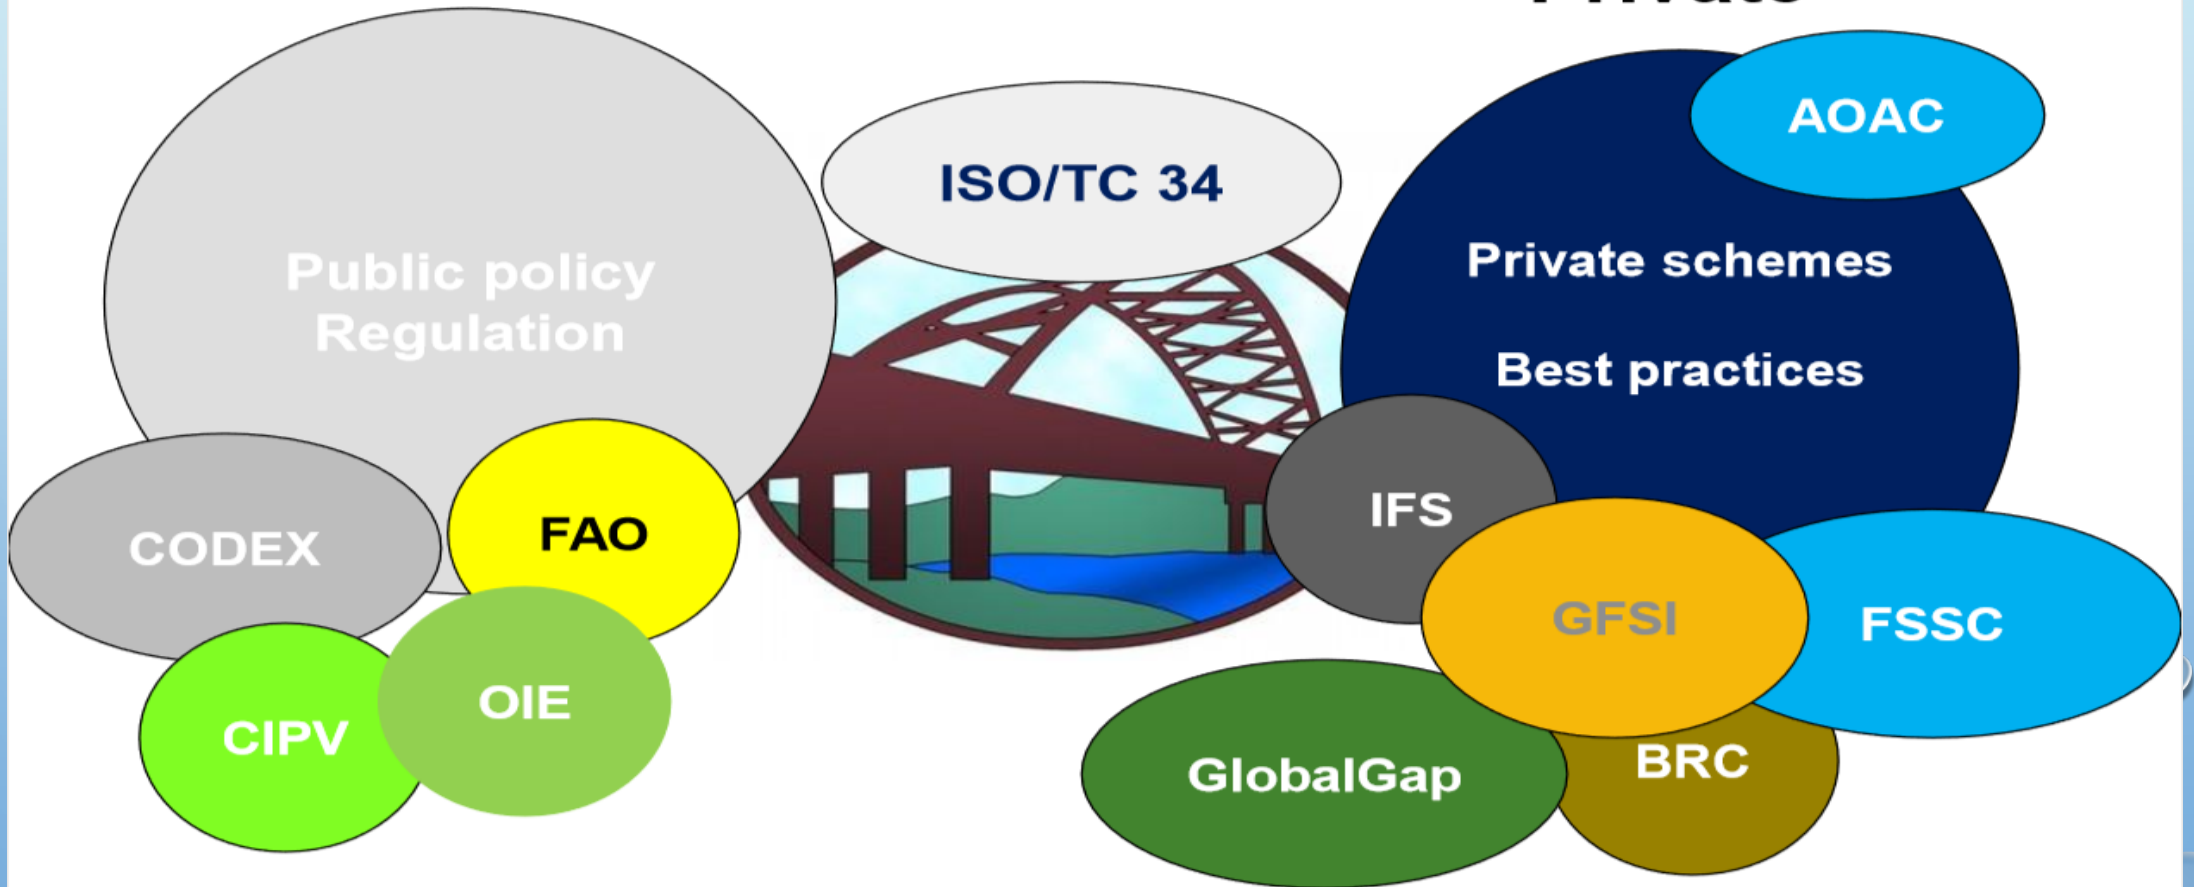 Private
AOAC
ISO/TC 34
Public policy
Regulation
Private schemes
Best practices
IFS
CODEX
FAO
GFSI
FSSC
OIE
CIPV
GlobalGap
BRC